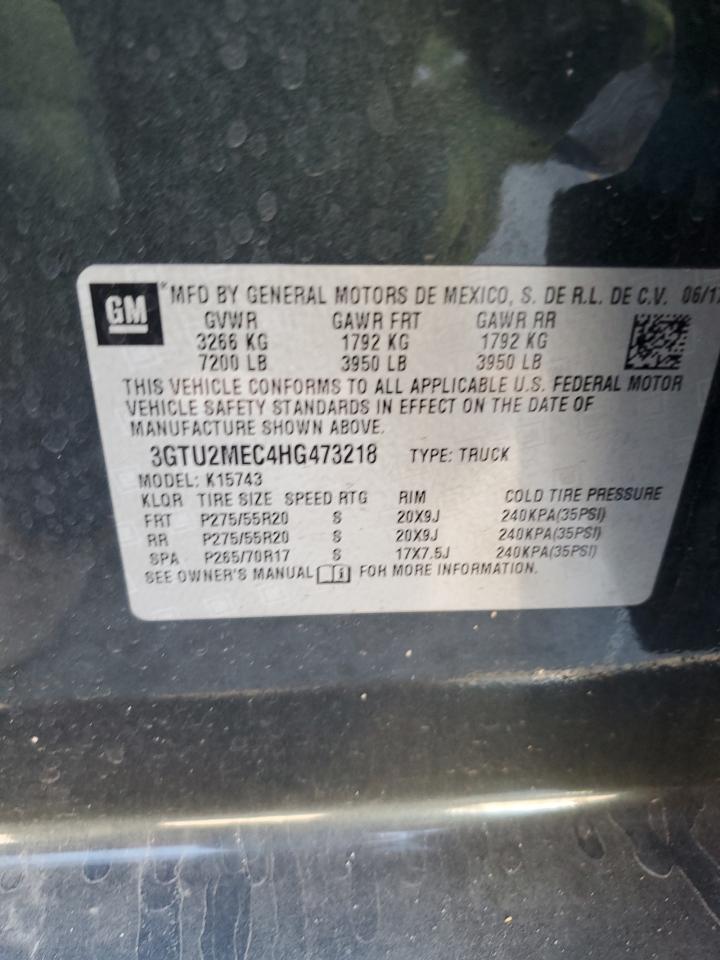 GM
*MFD BY GENERAL MOTORS DE MEXICO, S. DE R.L. DE C.V. 06/17
GVWR GAWR FRT GAWR RR
3266 KG 1792 KG 1792 KG
7200 LB 3950 LB 3950 LB
THIS VEHICLE CONFORMS TO ALL APPLICABLE U.S. FEDERAL MOTOR
VEHICLE SAFETY STANDARDS IN EFFECT ON THE DATE OF
MANUFACTURE SHOWN ABOVE.
3GTU2MEC4HG473218 TYPE: TRUCK
MODEL: K15743
KLQR TIRE SIZE SPEED RTG RIM COLD TIRE PRESSURE
FRT P275/55R20 S 20X9J 240KPA(35PSI)
RR P275/55R20 S 20X9J 240KPA(35PSI)
SPA P265/70R17 S 17X7.5J 240KPA(35PSI)
SEE OWNER'S MANUAL FOR MORE INFORMATION.